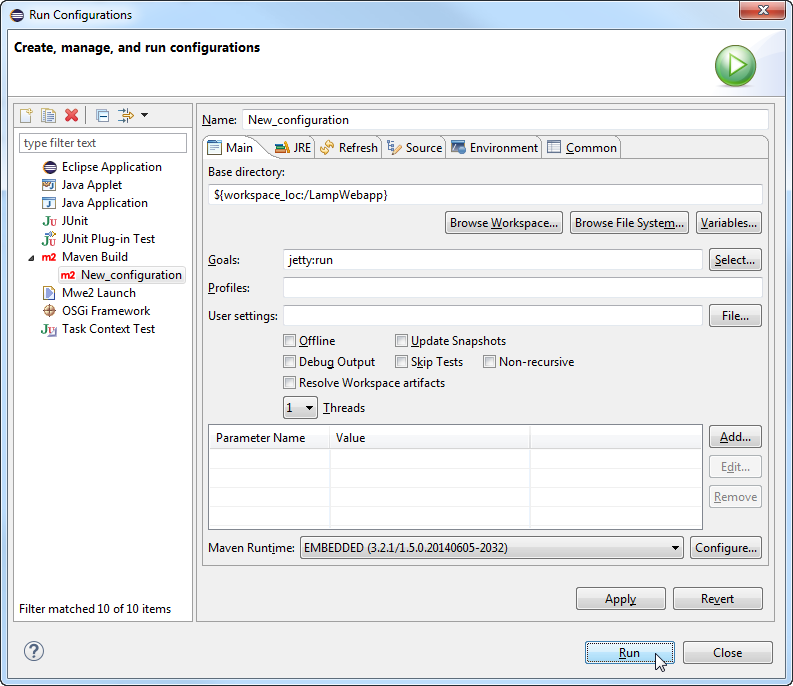 Run Configurations
Create, manage, and run configurations
type filter text
Eclipse Application
Java Applet
Java Application
JUnit
JUnit Plug-in Test
Maven Build
New_configuration
Mwe2 Launch
OSGi Framework
Task Context Test
Filter matched 10 of 10 items
Name: New_configuration
Main JRE Refresh Source Environment Common
Base directory:
${workspace_loc:/LampWebapp}
Browse Workspace... Browse File System... Variables...
Goals: jetty:run Select...
Profiles:
User settings: File...
Offline Update Snapshots
Debug Output Skip Tests Non-recursive
Resolve Workspace artifacts
1 Threads
Parameter Name Value Add...
Edit...
Remove
Maven Runtime: EMBEDDED (3.2.1/1.5.0.20140605-2032) Configure...
Apply Revert
? Run Close